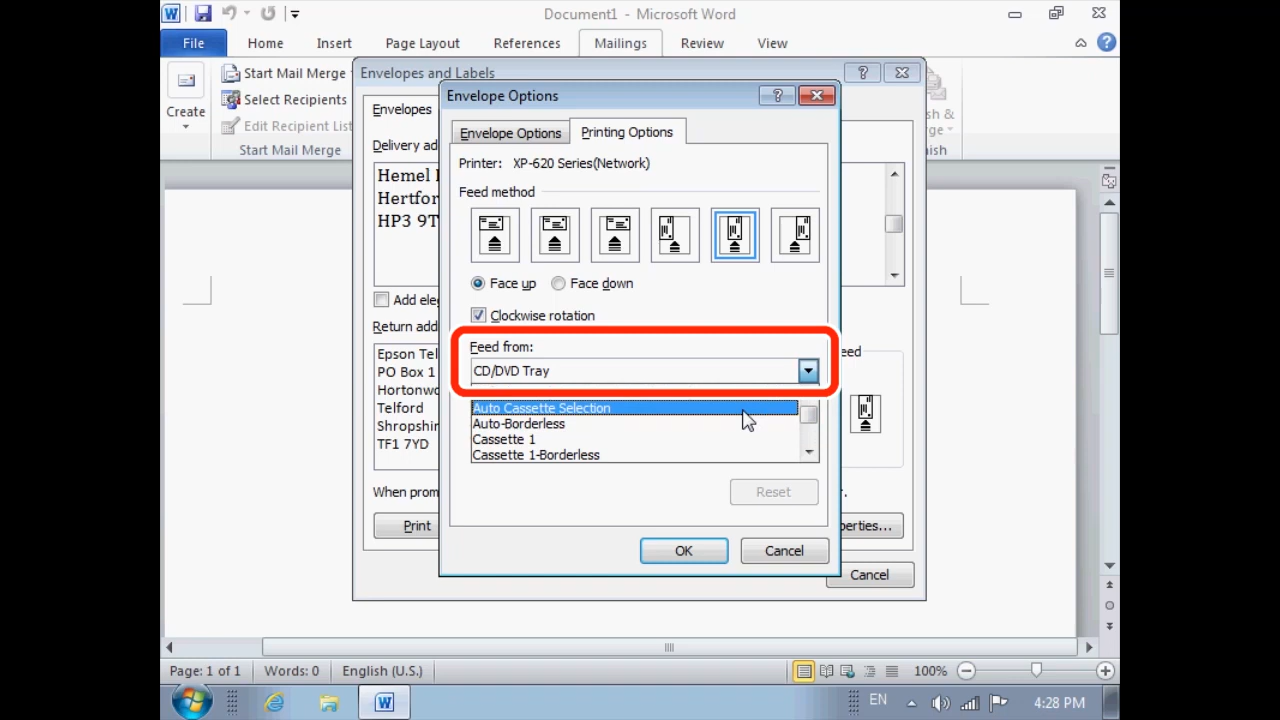 Document1 - Microsoft Word
File Home Insert Page Layout References Mailings Review View
Start Mail Merge
Select Recipients
Edit Recipient List
Create
Start Mail Merge
Envelopes and Labels
Envelopes
Delivery ad
Hemel
Hertfor
HP3 9T
Add ele
Return add
Epson Tel
PO Box 1
Hortonwo
Telford
Shropshir
TF1 7YD
When prom
Print
Envelope Options
Envelope Options Printing Options
Printer: XP-620 Series(Network)
Feed method
Face up Face down
Clockwise rotation
Feed from:
CD/DVD Tray
Auto Cassette Selection
Auto-Borderless
Cassette 1
Cassette 1-Borderless
Reset
OK Cancel
eed
perties...
Cancel
Page: 1 of 1 Words: 0 English (U.S.) 100%
EN 4:28 PM